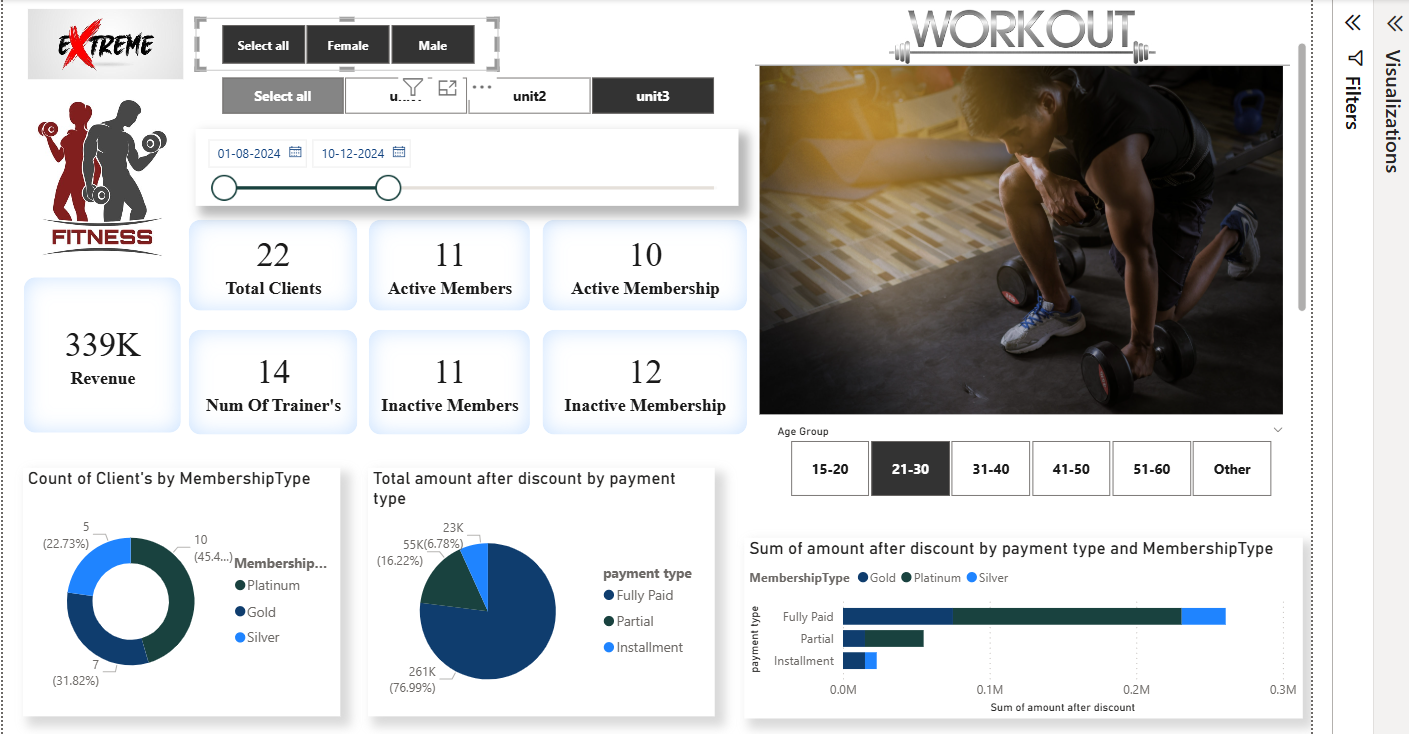 EXTREME
Select all Female Male
Select all unit2 unit3
WORKOUT
01-08-2024 10-12-2024
FITNESS
22
Total Clients
11
Active Members
10
Active Membership
339K
Revenue
14
Num Of Trainer's
11
Inactive Members
12
Inactive Membership
Age Group
15-20 21-30 31-40 41-50 51-60 Other
Count of Client's by MembershipType
5
(22.73%)
10
(45.4...)
7
(31.82%)
Membership...
Platinum
Gold
Silver
Total amount after discount by payment
type
23K
(6.78%)
55K
(16.22%)
261K
(76.99%)
payment type
Fully Paid
Partial
Installment
Sum of amount after discount by payment type and MembershipType
MembershipType Gold Platinum Silver
payment type
Fully Paid
Partial
Installment
0.0M 0.1M 0.2M 0.3M
Sum of amount after discount
Filters
Visualizations